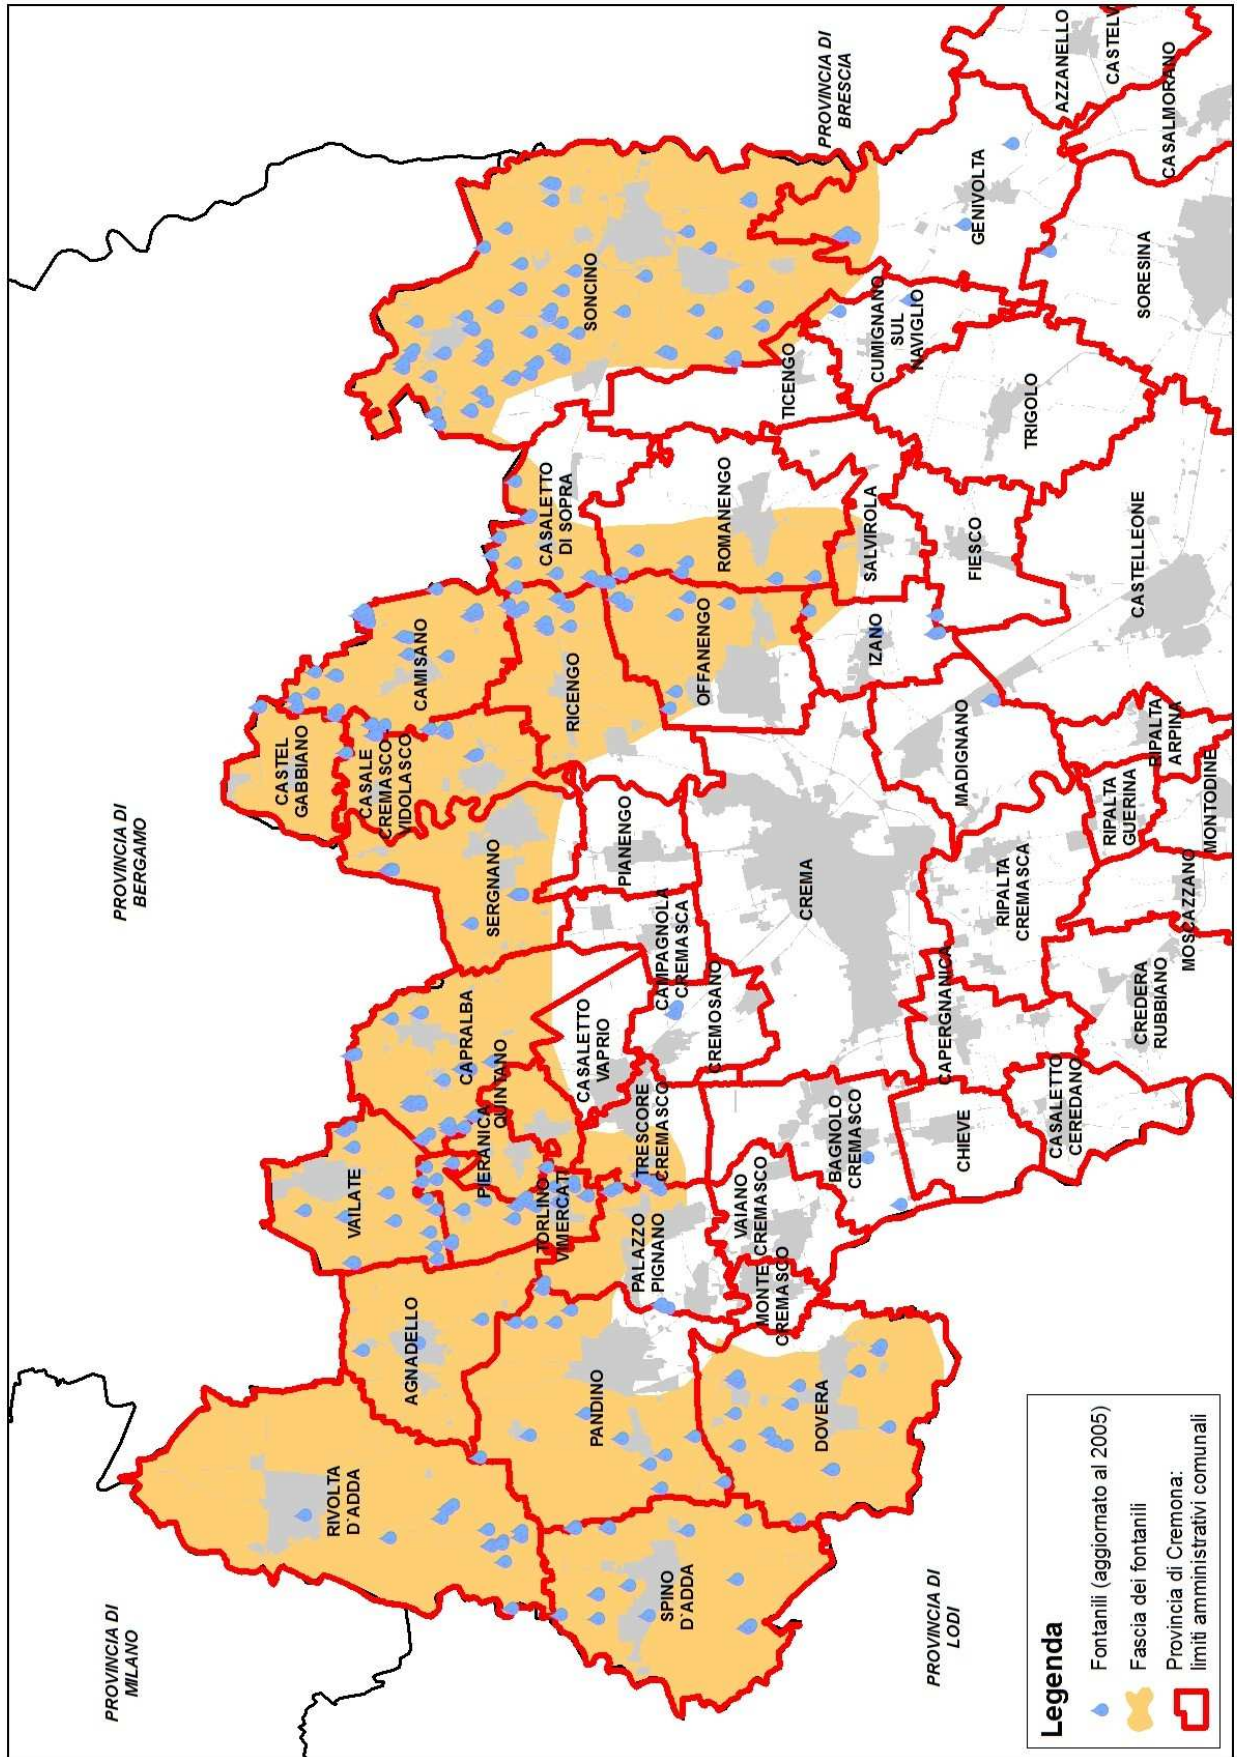 PROVINCIA DI
MILANO
PROVINCIA DI
BERGAMO
PROVINCIA DI
BRESCIA
PROVINCIA DI
LODI
RIVOLTA
D'ADDA
SPINO
D'ADDA
AGNADELLO
PANDINO
DOVERA
VAILATE
TORLINO
VIMERCATI
PIERANICA
QUINTANO
CAPRALBA
PALAZZO
PIGNANO
MONTE
CREMASCO
VAIANO
CREMASCO
TRESCORE
CREMASCO
CASALETTO
VAPRIO
BAGNOLO
CREMASCO
CHIEVE
CASALETTO
CEREDANO
CAPERGNANICA
CREMOSANO
CAMPAGNOLA
CREMASCA
SERGNANO
PIANENGO
CREMA
CREDERA
RUBBIANO
MOSCAZZANO
RIPALTA
CREMASCA
RIPALTA
GUERINA
MONTODINE
RIPALTA
ARPINA
MADIGNANO
CASTEL
GABBIANO
CASALE
CREMASCO
VIDOLASCO
CAMISANO
RICENGO
OFFANENGO
IZANO
CASALETTO
DI SOPRA
ROMANENGO
SALVIROLA
FIESCO
CASTELLEONE
TRIGOLO
TICENGO
CUMIGNANO
SUL
NAVIGLIO
SONCINO
GENIVOLTA
SORESINA
AZZANELLO
CASTELV
CASALMORANO
Legenda
Fontanili (aggiornato al 2005)
Fascia dei fontanili
Provincia di Cremona:
limiti amministrativi comunali